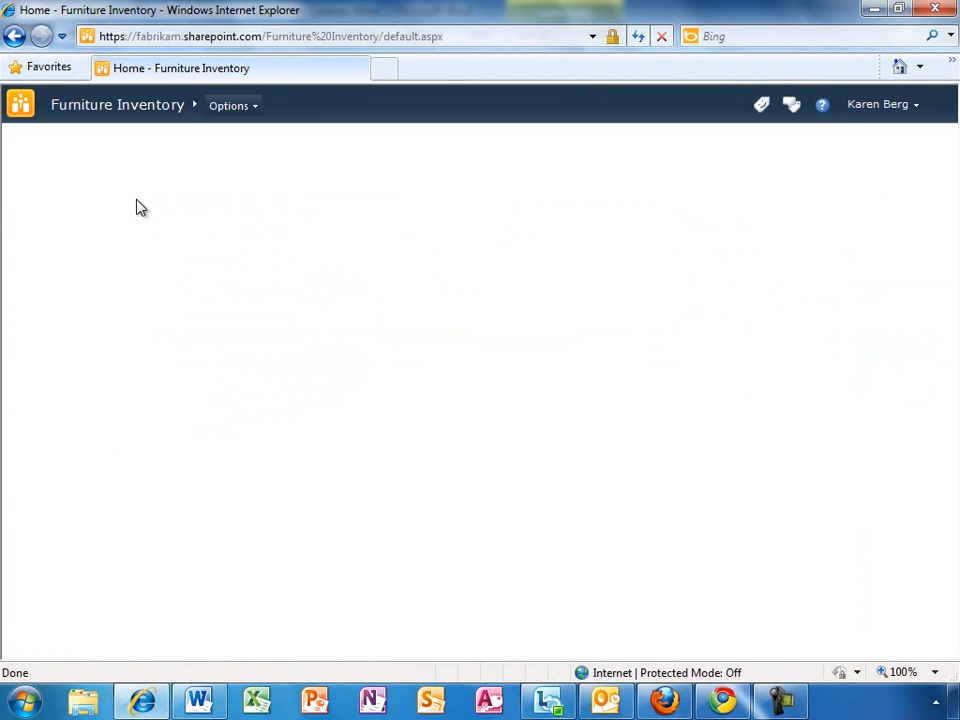 Home - Furniture Inventory - Windows Internet Explorer
https://fabrikam.sharepoint.com/Furniture%20Inventory/default.aspx
Bing
Favorites
Home - Furniture Inventory
Furniture Inventory
Options
Karen Berg
Done
Internet | Protected Mode: Off
100%